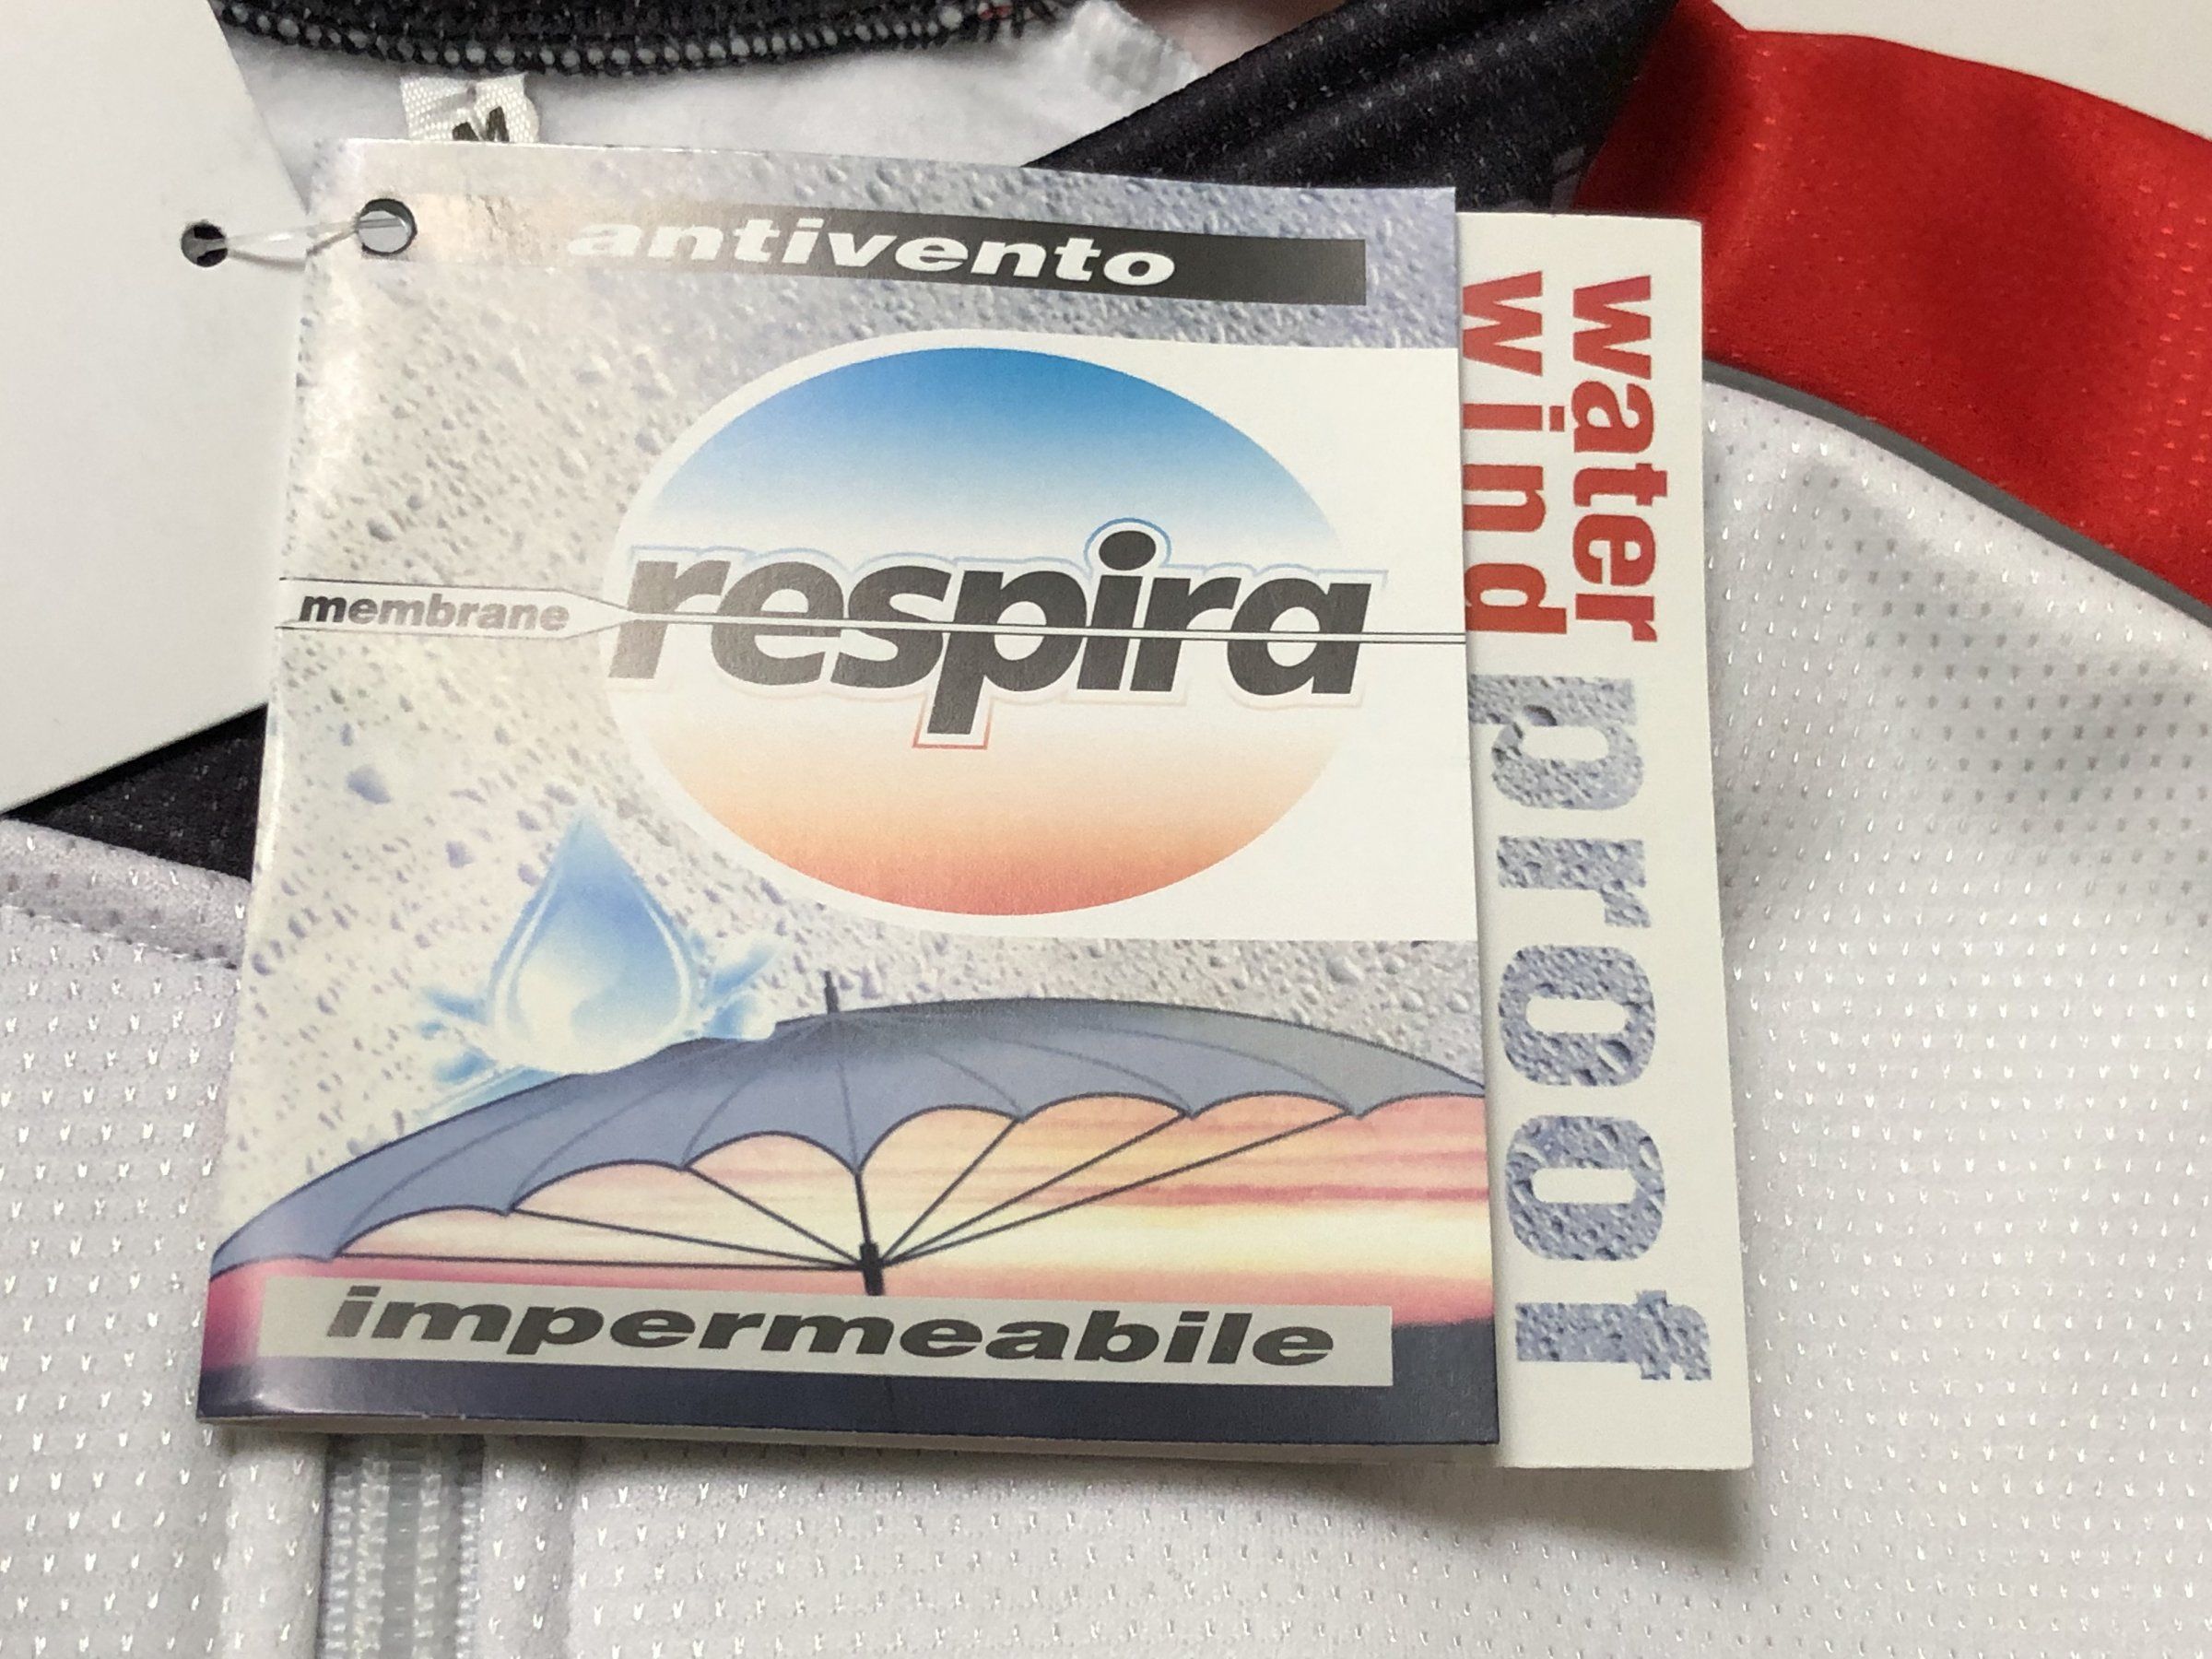 M
antivento
membrane
respira
impermeabile
water
wind
proof